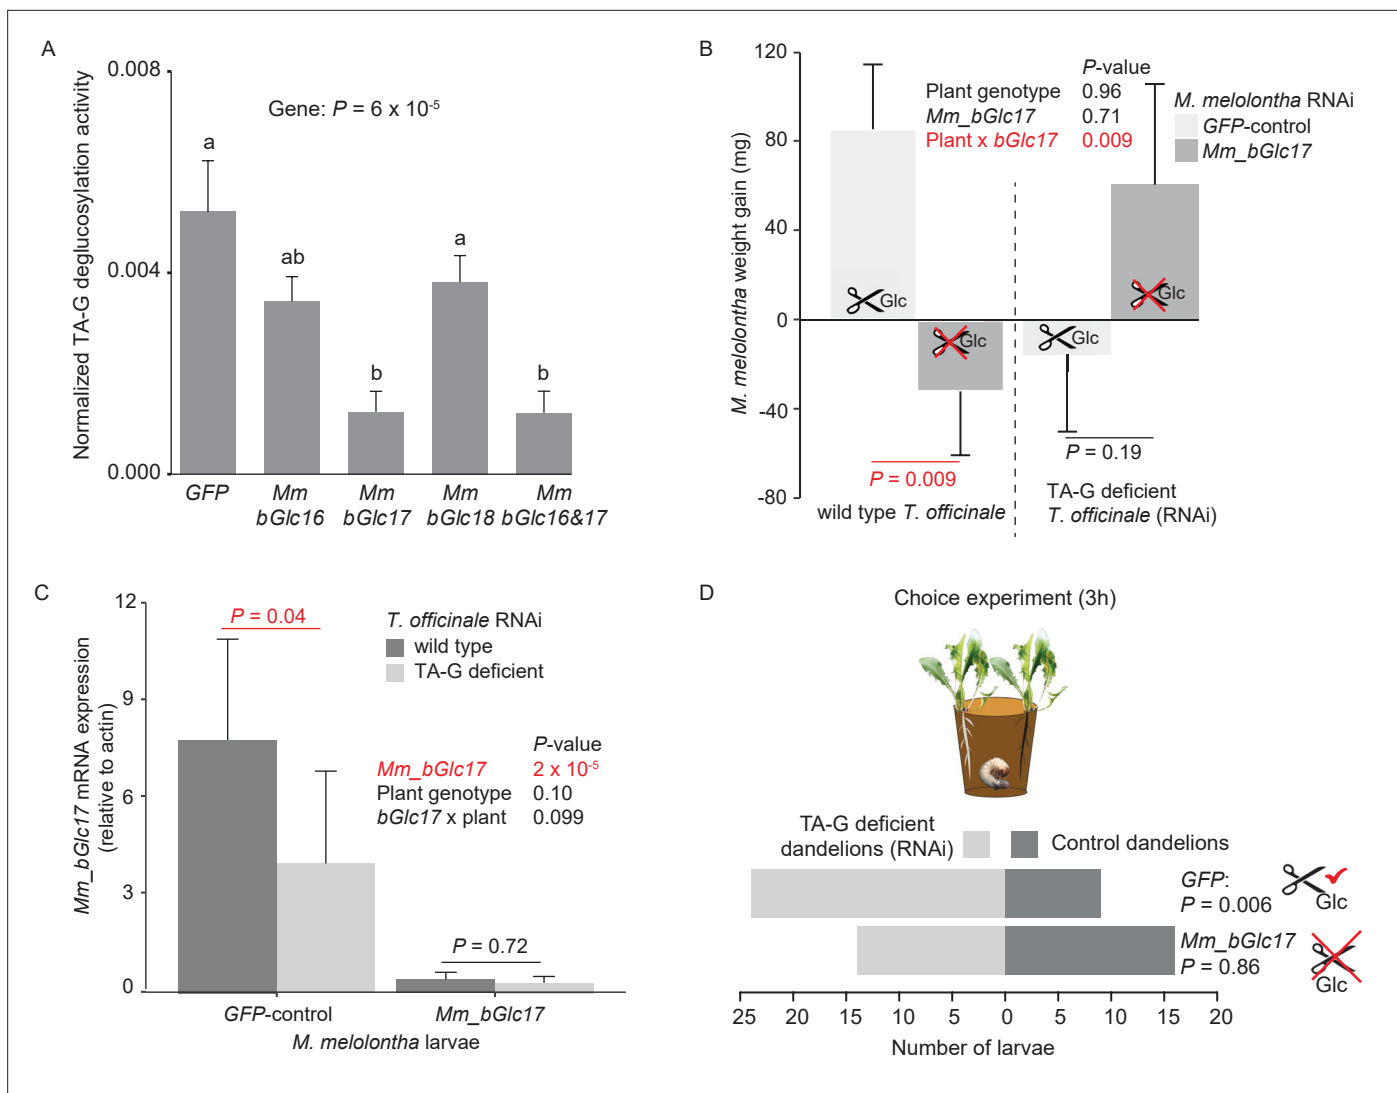 A
Normalized TA-G deglucosylation activity
0.008
0.004
0.000
Gene: P = 6 x 10-5
a
ab
b
a
b
GFP
Mm
bGlc16
Mm
bGlc17
Mm
bGlc18
Mm
bGlc16&17
B
M. melolontha weight gain (mg)
120
80
40
0
-40
-80
P-value
Plant genotype 0.96
Mm_bGlc17 0.71
Plant x bGlc17 0.009
M. melolontha RNAi
GFP-control
Mm_bGlc17
Glc
Glc
Glc
Glc
P = 0.009
P = 0.19
wild type T. officinale
TA-G deficient
T. officinale (RNAi)
C
Mm_bGlc17 mRNA expression
(relative to actin)
12
9
6
3
0
P = 0.04
T. officinale RNAi
wild type
TA-G deficient
P-value
Mm_bGlc17 2 x 10-5
Plant genotype 0.10
bGlc17 x plant 0.099
P = 0.72
GFP-control
Mm_bGlc17
M. melolontha larvae
D
Choice experiment (3h)
TA-G deficient
dandelions (RNAi)
Control dandelions
GFP:
P = 0.006
Glc
Mm_bGlc17
P = 0.86
Glc
25 20 15 10 5 0 5 10 15 20
Number of larvae